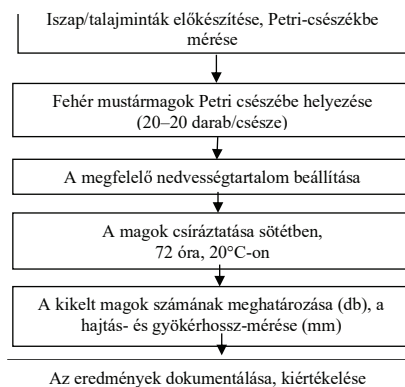 Iszap/talajminták előkészítése, Petri-csészékbe
mérése
Fehér mustármagok Petri csészébe helyezése
(20–20 darab/csésze)
A megfelelő nedvességtartalom beállítása
A magok csíráztatása sötétben,
72 óra, 20°C-on
A kikelt magok számának meghatározása (db), a
hajtás- és gyökérhossz-mérése (mm)
Az eredmények dokumentálása, kiértékelése